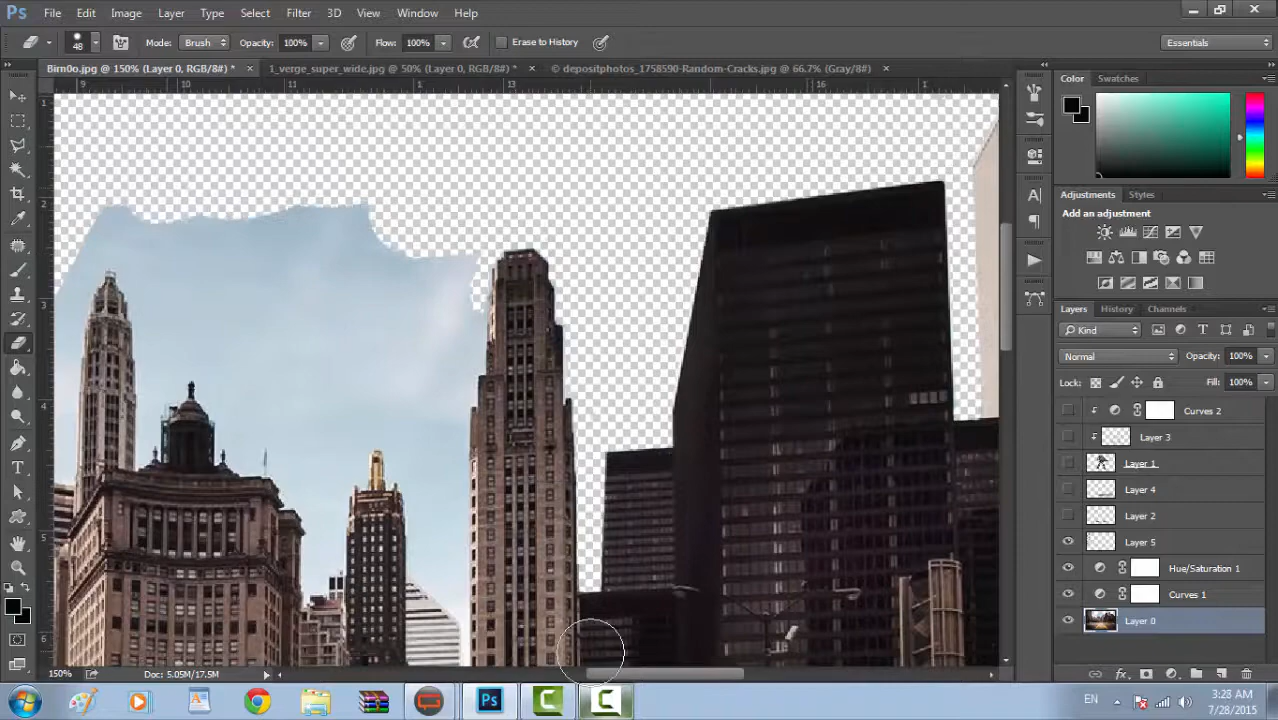 Ps File Edit Image Layer Type Select Filter 3D View Window Help
48 Mode: Brush Opacity: 100% Flow: 100% Erase to History Essentials
Birn0o.jpg @ 150% (Layer 0, RGB/8#) * 1_verge_super_wide.jpg @ 50% (Layer 0, RGB/8#) * © depositphotos_1758590-Random-Cracks.jpg @ 66.7% (Gray/8#)
Color Swatches
Adjustments Styles
Add an adjustment
Layers History Channels
Kind
Normal Opacity: 100%
Lock: Fill: 100%
Curves 2
Layer 3
Layer 1
Layer 4
Layer 2
Layer 5
Hue/Saturation 1
Curves 1
Layer 0
150% Doc: 5.05M/17.5M
EN 3:28 AM
7/28/2015